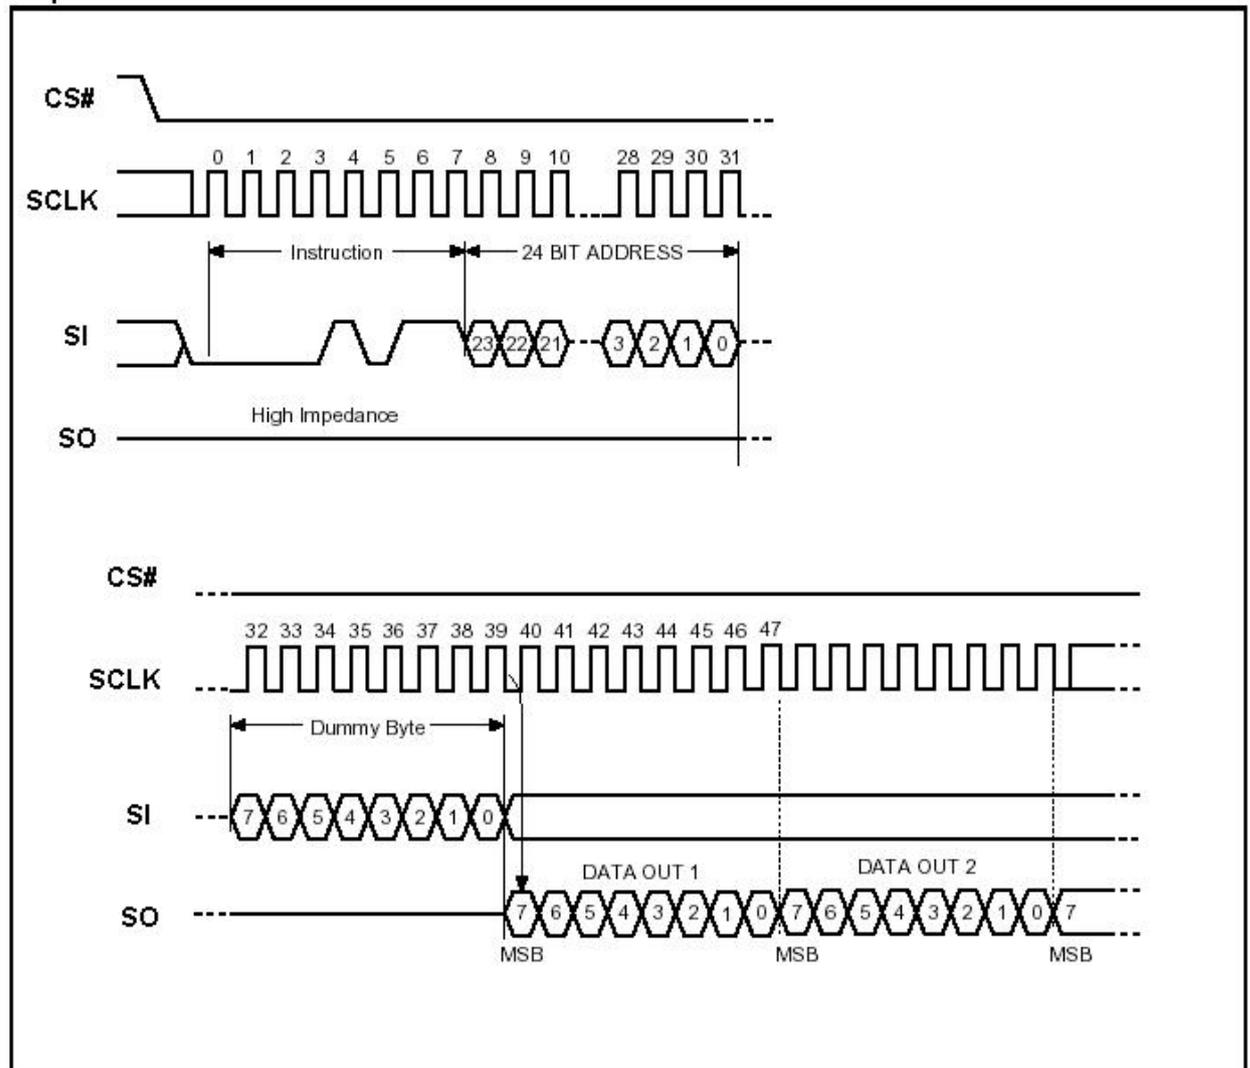 CS#
0 1 2 3 4 5 6 7 8 9 10 28 29 30 31
SCLK
Instruction 24 BIT ADDRESS
SI 23 22 21 3 2 1 0
High Impedance
SO
CS#
32 33 34 35 36 37 38 39 40 41 42 43 44 45 46 47
SCLK
Dummy Byte
SI 7 6 5 4 3 2 1 0
DATA OUT 1 DATA OUT 2
SO 7 6 5 4 3 2 1 0 7 6 5 4 3 2 1 0 7
MSB MSB MSB